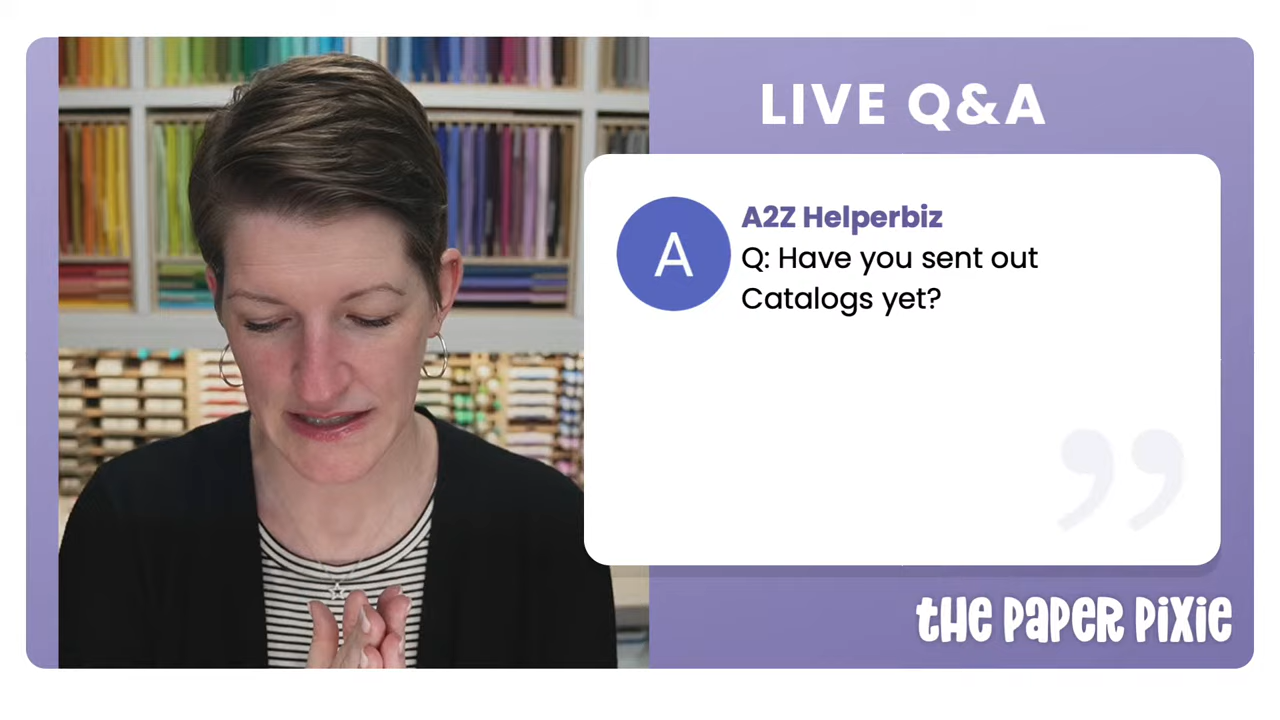 LIVE Q&A
A
A2Z Helperbiz
Q: Have you sent out
Catalogs yet?
the PAPER PIXIE